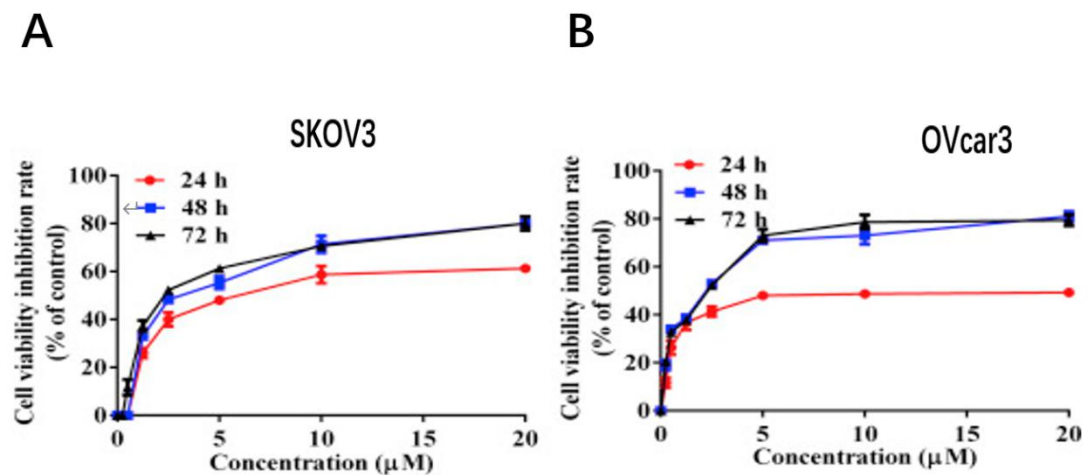 A
B
SKOV3
OVcar3
Cell viability inhibition rate
(% of control)
100
80
60
40
20
0
24 h
48 h
72 h
0
5
10
15
20
Concentration (μM)
Cell viability inhibition rate
(% of control)
100
80
60
40
20
0
24 h
48 h
72 h
0
5
10
15
20
Concentration (μM)